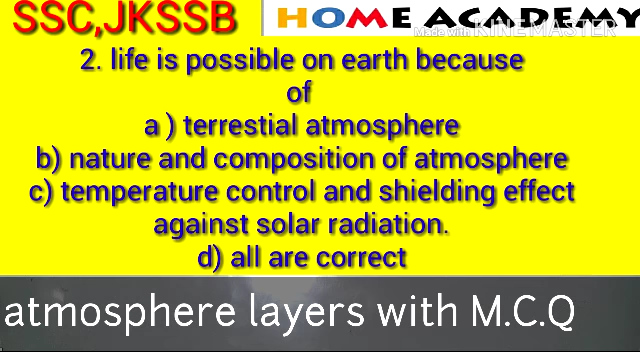 SSC,JKSSB HOME ACADEMY
Made with KINEMASTER
2. life is possible on earth because
of
a ) terrestial atmosphere
b) nature and composition of atmosphere
c) temperature control and shielding effect
against solar radiation.
d) all are correct
atmosphere layers with M.C.Q